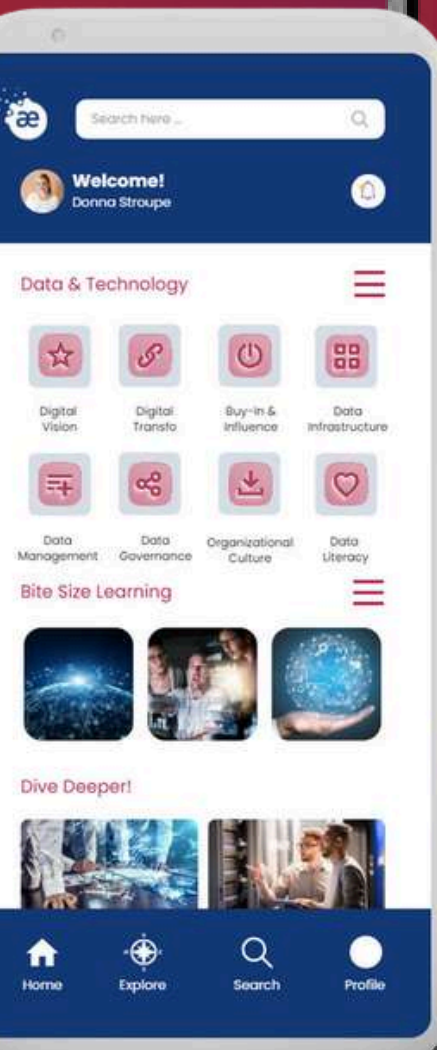 æ
Search here ...
Welcome!
Donna Stroupe
Data & Technology
Digital
Vision
Digital
Transfo
Buy-In &
Influence
Data
Infrastructure
Data
Management
Data
Governance
Organizational
Culture
Data
Literacy
Bite Size Learning
Dive Deeper!
Home
Explore
Search
Profile